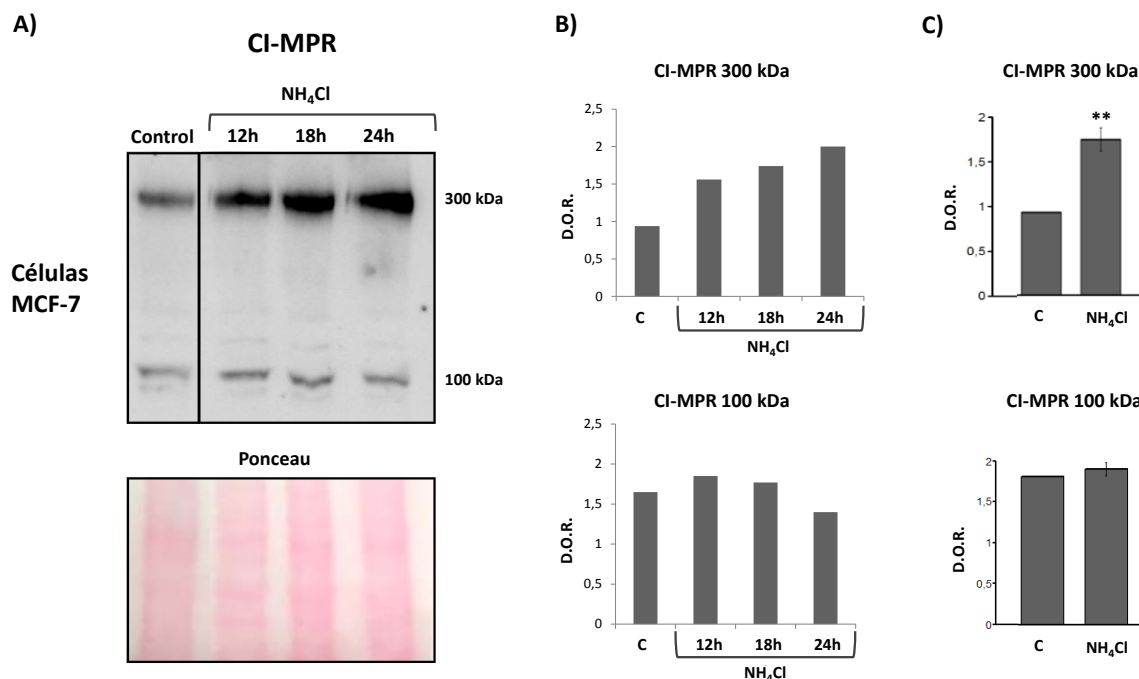 A)
CI-MPR
NH₄Cl
Control 12h 18h 24h
300 kDa
Células
MCF-7
100 kDa
Ponceau
B)
CI-MPR 300 kDa
2,5
2
1,5
1
0,5
0
D.O.R.
C 12h 18h 24h
NH₄Cl
CI-MPR 100 kDa
2,5
2
1,5
1
0,5
0
D.O.R.
C 12h 18h 24h
NH₄Cl
C)
CI-MPR 300 kDa
2
1,5
1
0,5
0
D.O.R.
**
C NH₄Cl
CI-MPR 100 kDa
2
1,5
1
0,5
0
D.O.R.
C NH₄Cl